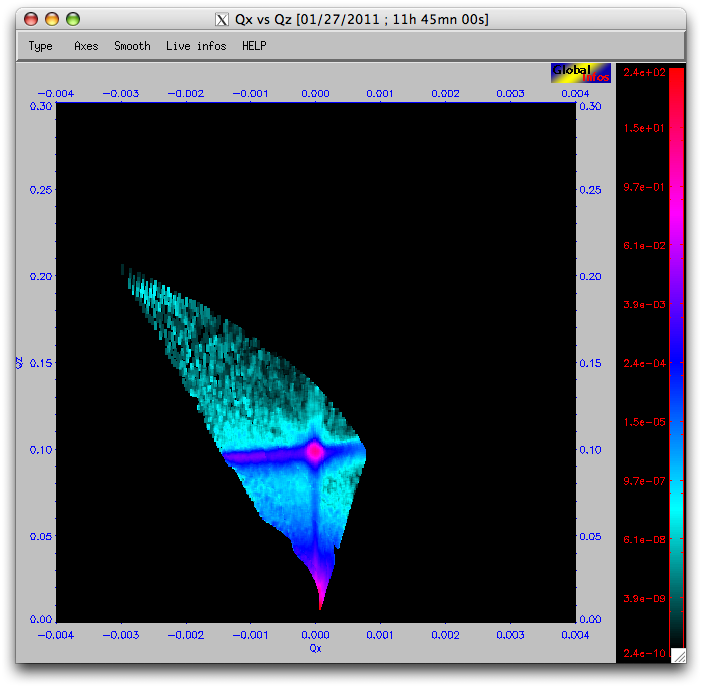 Qx vs Qz [01/27/2011 ; 11h 45mn 00s]
Type Axes Smooth Live infos HELP
Global
Infos
2.4e+02
-0.004 -0.003 -0.002 -0.001 0.000 0.001 0.002 0.003 0.004
0.30 0.30
1.5e+01
0.25 0.25
9.7e-01
6.1e-02
0.20 0.20
3.9e-03
Qz 0.15 0.15
2.4e-04
1.5e-05
0.10 0.10
9.7e-07
0.05 0.05
6.1e-08
3.9e-09
0.00 0.00
-0.004 -0.003 -0.002 -0.001 0.000 0.001 0.002 0.003 0.004
Qx
2.4e-10